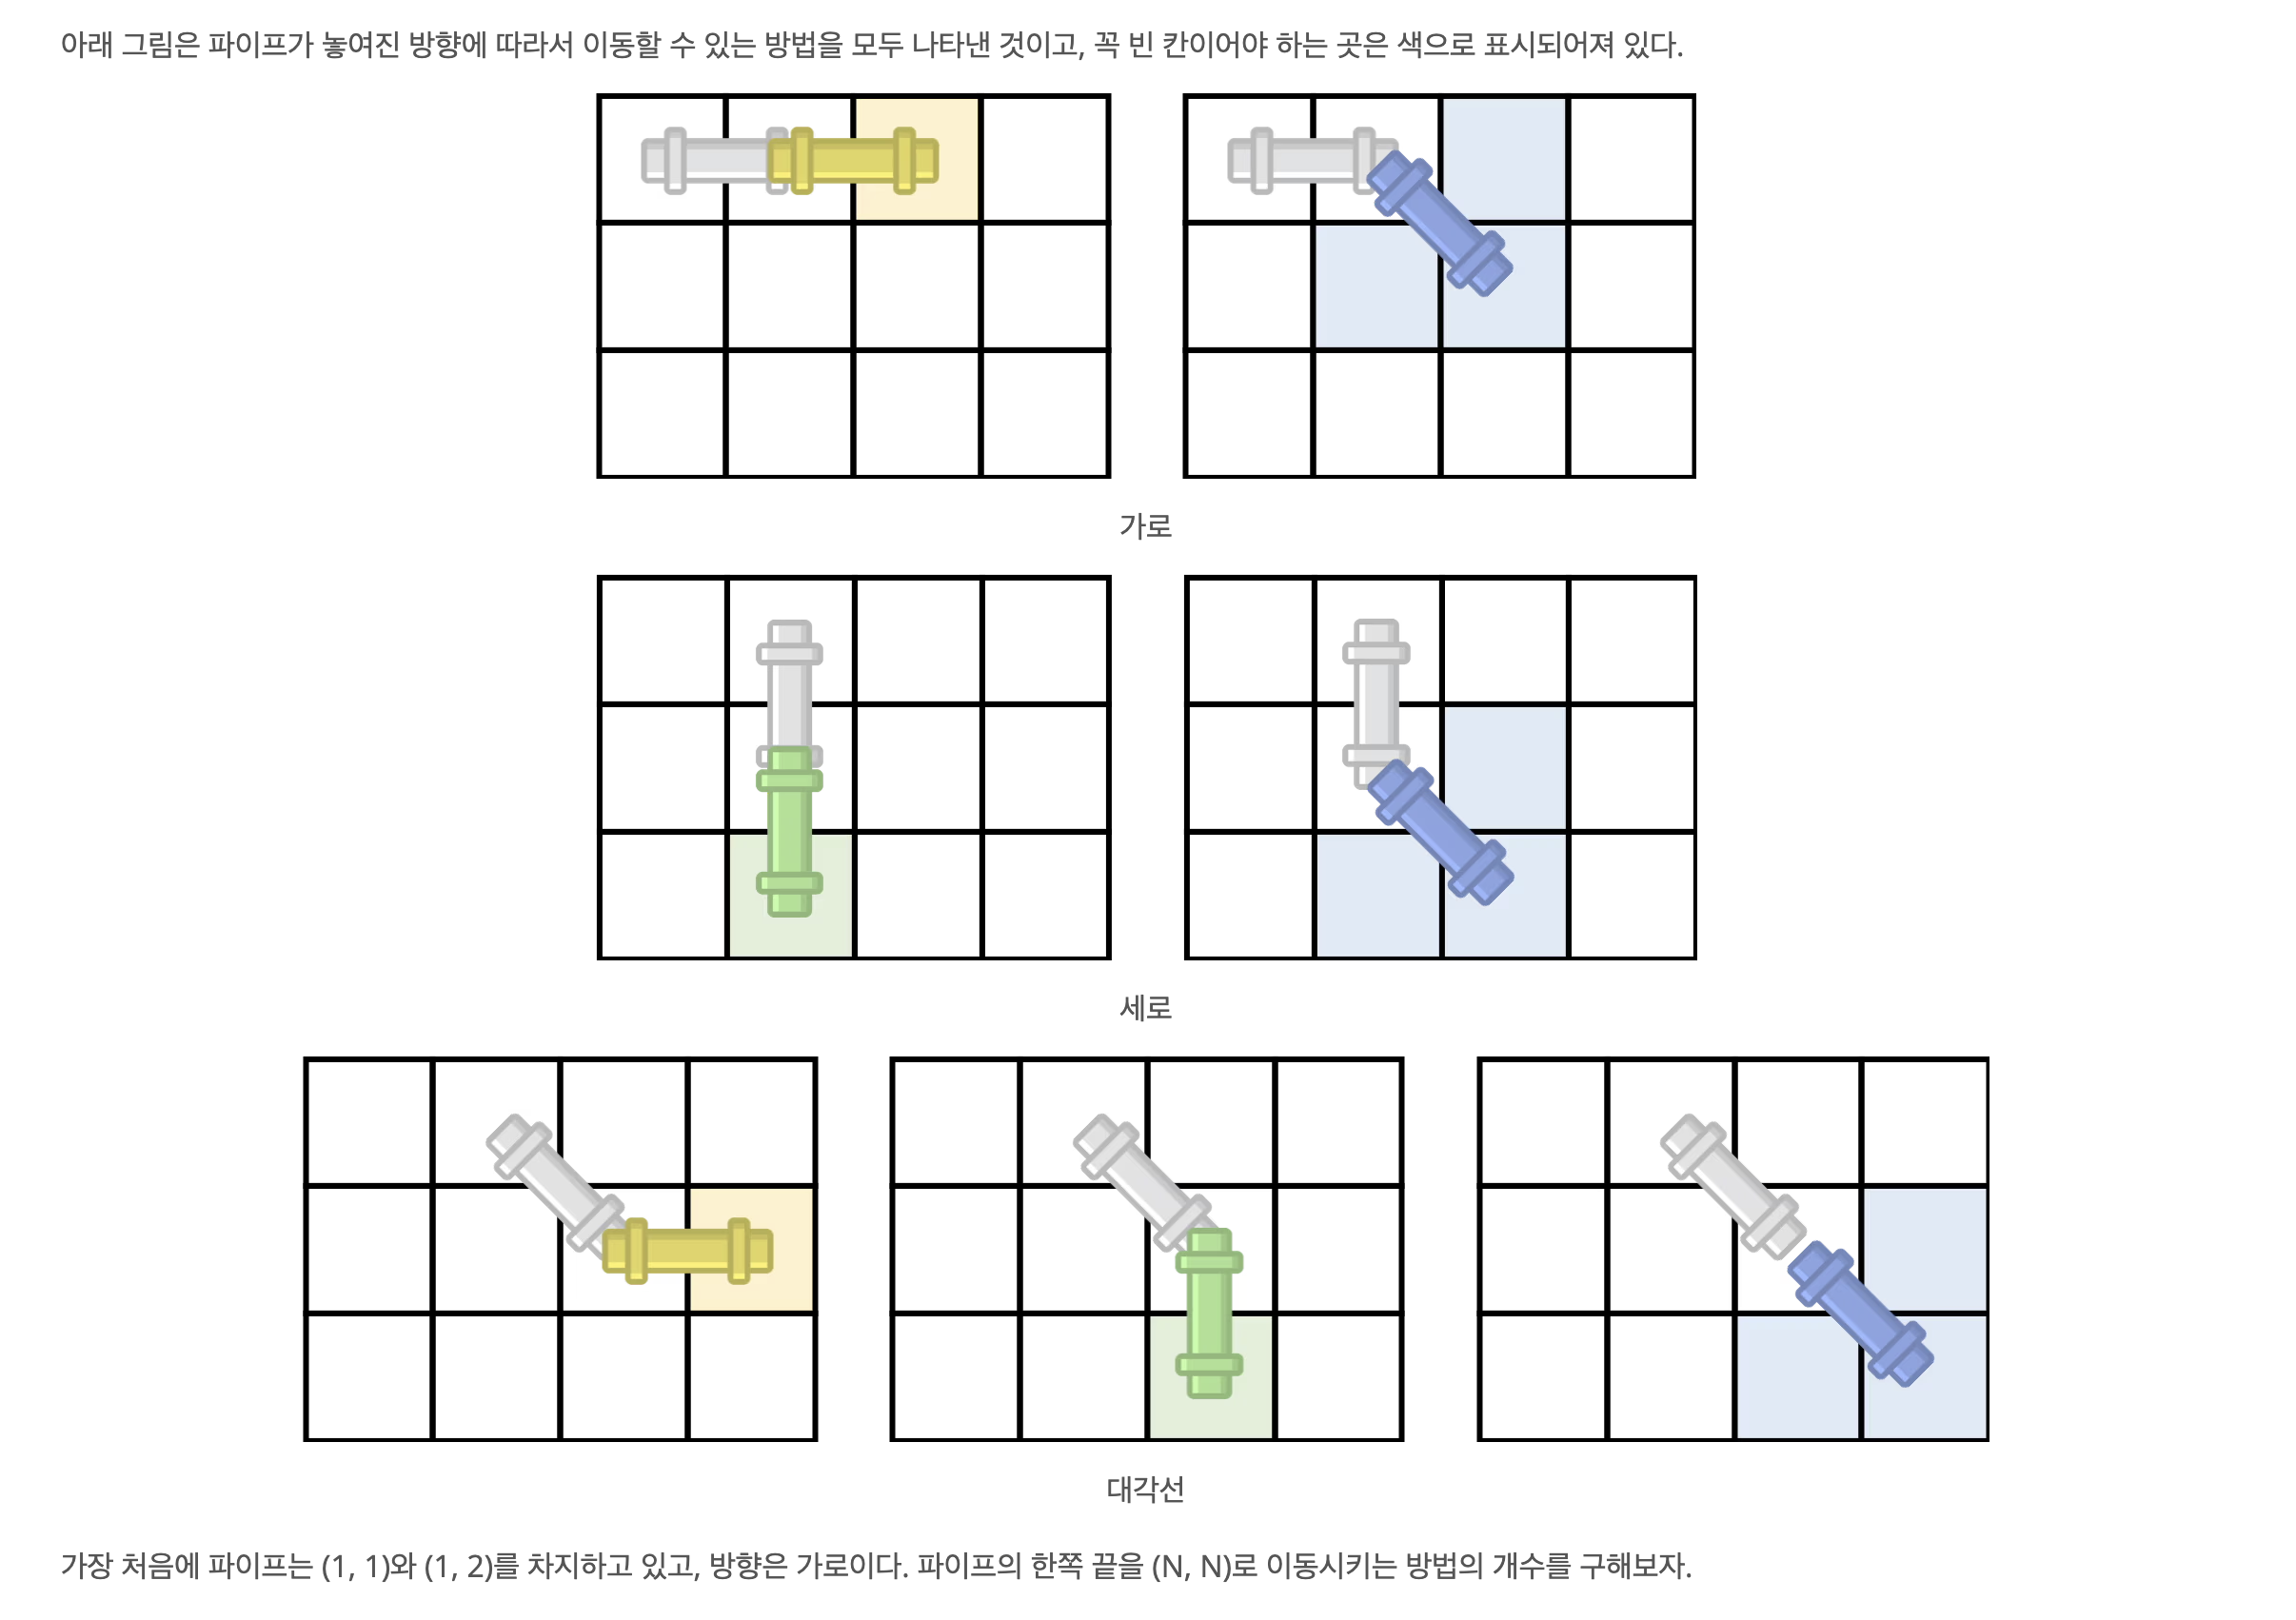 아래 그림은 파이프가 놓여진 방향에 따라서 이동할 수 있는 방법을 모두 나타낸 것이고, 꼭 빈 칸이어야 하는 곳은 색으로 표시되어져 있다.
가로
세로
대각선
가장 처음에 파이프는 (1, 1)와 (1, 2)를 차지하고 있고, 방향은 가로이다. 파이프의 한쪽 끝을 (N, N)로 이동시키는 방법의 개수를 구해보자.